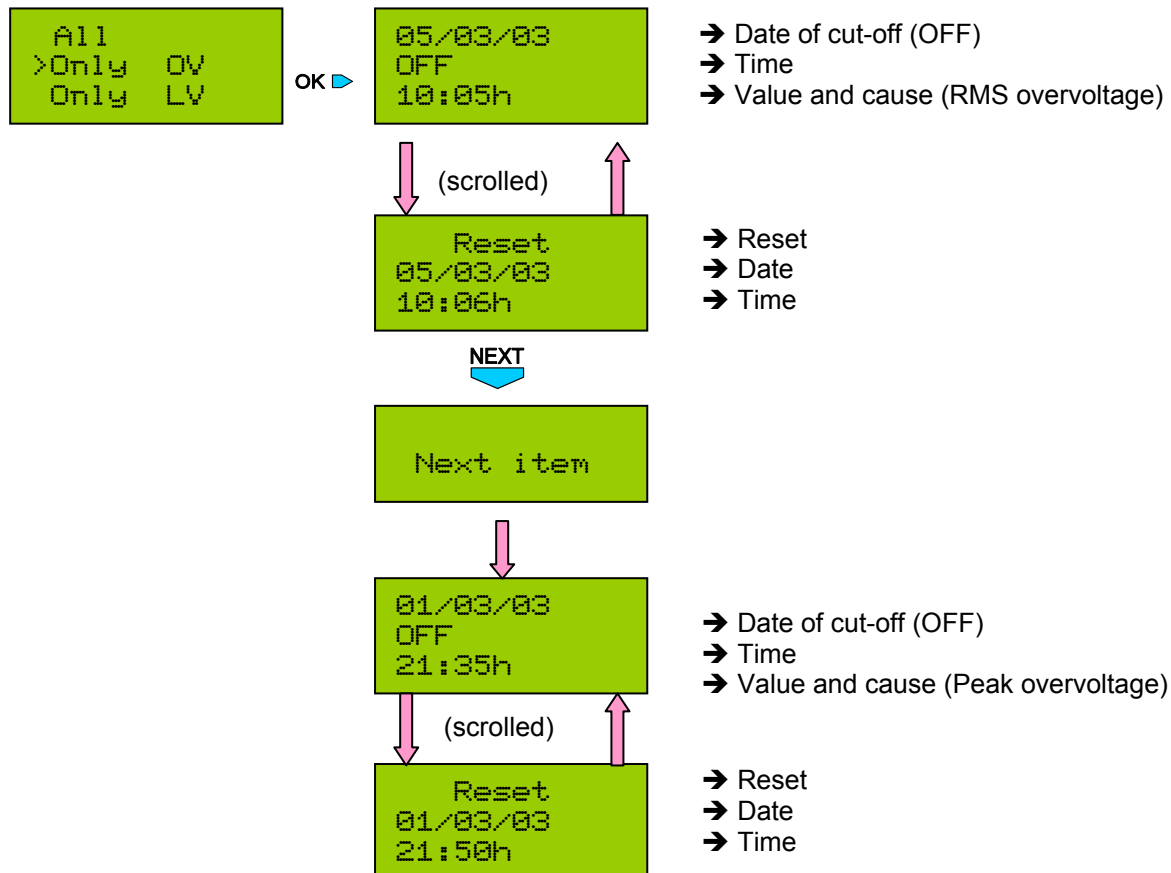 All
>Only OV
Only LV
OK
05/03/03
OFF
10:05h
➔ Date of cut-off (OFF)
➔ Time
➔ Value and cause (RMS overvoltage)
(scrolled)
Reset
05/03/03
10:06h
➔ Reset
➔ Date
➔ Time
NEXT
Next item
01/03/03
OFF
21:35h
➔ Date of cut-off (OFF)
➔ Time
➔ Value and cause (Peak overvoltage)
(scrolled)
Reset
01/03/03
21:50h
➔ Reset
➔ Date
➔ Time